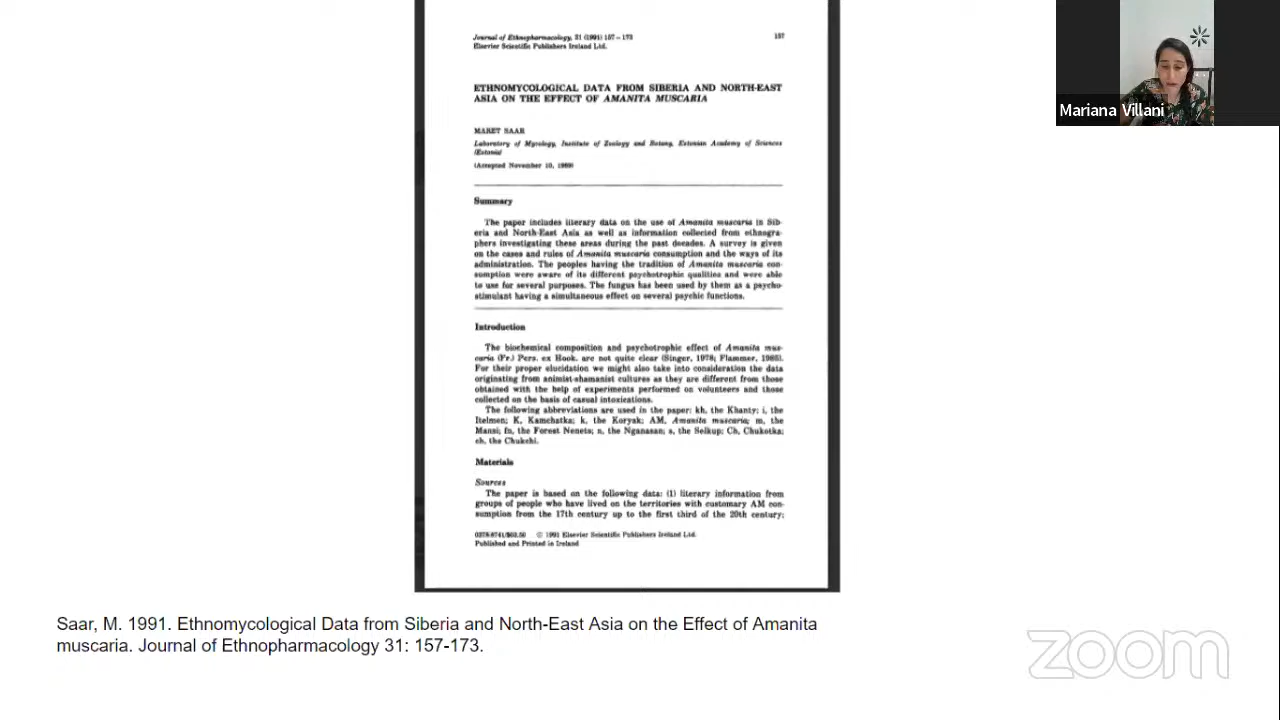 Journal of Ethnopharmacology, 31 (1991) 157–173
157
Elsevier Scientific Publishers Ireland Ltd.
ETHNOMYCOLOGICAL DATA FROM SIBERIA AND NORTH-EAST
ASIA ON THE EFFECT OF AMANITA MUSCARIA
MARET SAAR
Laboratory of Mycology, Institute of Zoology and Botany, Estonian Academy of Sciences
(Estonia)
(Accepted November 10, 1989)
Summary
The paper includes literary data on the use of Amanita muscaria in Sib-
eria and North-East Asia as well as information collected from ethnogra-
phers investigating these areas during the past decades. A survey is given
on the cases and rules of Amanita muscaria consumption and the ways of its
administration. The peoples having the tradition of Amanita muscaria con-
sumption were aware of its different psychotrophic qualities and were able
to use for several purposes. The fungus has been used by them as a psycho-
stimulant having a simultaneous effect on several psychic functions.
Introduction
The biochemical composition and psychotrophic effect of Amanita mus-
caria (Fr.) Pers. ex Hook. are not quite clear (Singer, 1978; Flammer, 1985).
For their proper elucidation we might also take into consideration the data
originating from animist-shamanist cultures as they are different from those
obtained with the help of experiments performed on volunteers and those
collected on the basis of casual intoxications.
The following abbreviations are used in the paper: kh, the Khanty; i, the
Itelmen; K, Kamchatka; k, the Koryak; AM, Amanita muscaria; m, the
Mansi; fn, the Forest Nenets; n, the Nganasan; s, the Selkup; Ch, Chukotka;
ch, the Chukchi.
Materials
Sources
The paper is based on the following data: (1) literary information from
groups of people who have lived on the territories with customary AM con-
sumption from the 17th century up to the first third of the 20th century;
0378-8741/$03.50 © 1991 Elsevier Scientific Publishers Ireland Ltd.
Published and Printed in Ireland
Saar, M. 1991. Ethnomycological Data from Siberia and North-East Asia on the Effect of Amanita
muscaria. Journal of Ethnopharmacology 31: 157-173.
Mariana Villani
zoom